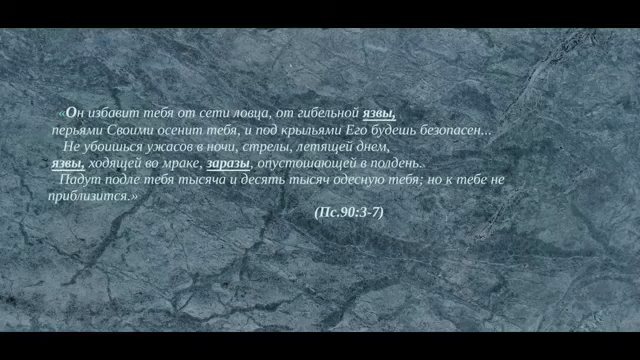 «Он избавит тебя от сети ловца, от гибельной язвы,
перьями Своими осенит тебя, и под крыльями Его будешь безопасен...
Не убоишься ужасов в ночи, стрелы, летящей днем,
язвы, ходящей во мраке, заразы, опустошающей в полдень.
Падут подле тебя тысяча и десять тысяч одесную тебя; но к тебе не
приблизится.»
(Пс.90:3-7)